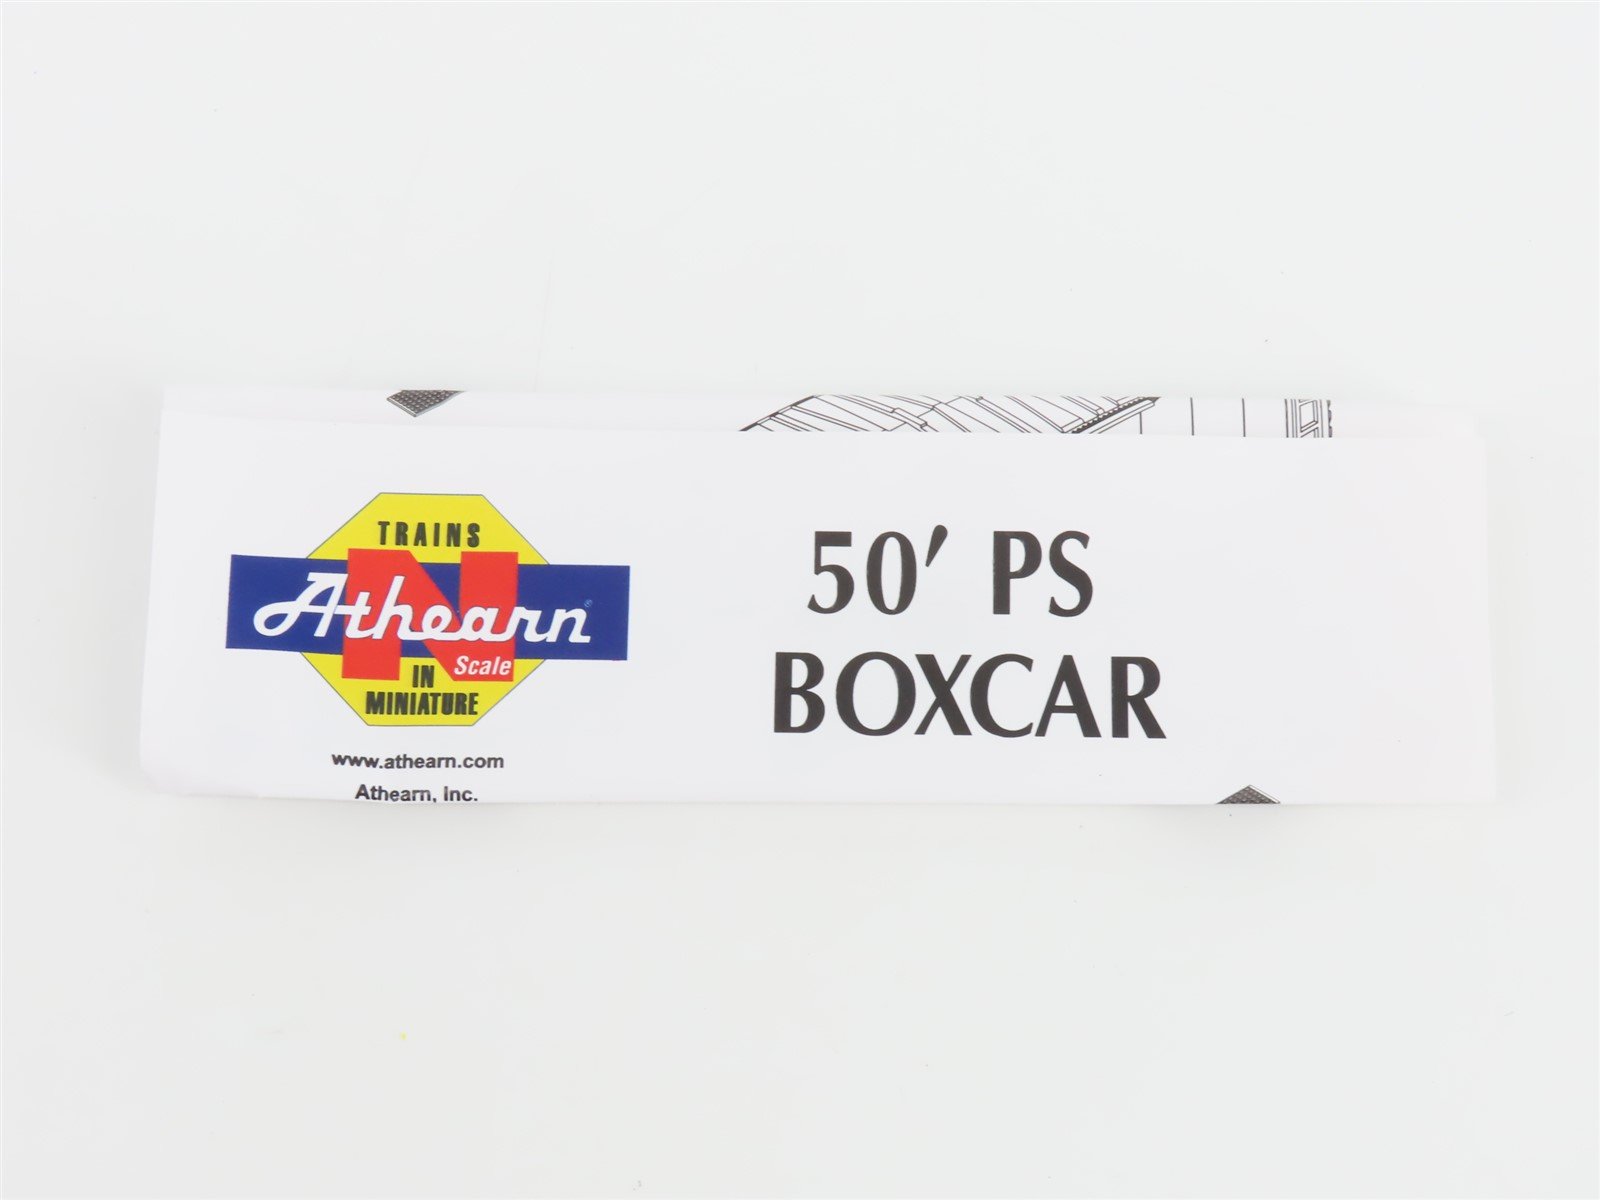 TRAINS
N
Athearn®
Scale
IN
MINIATURE
www.athearn.com
Athearn, Inc.
50' PS
BOXCAR